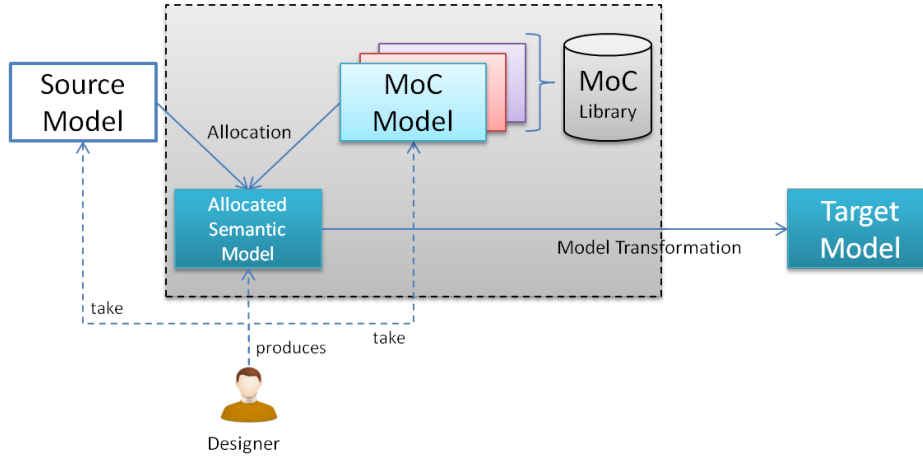 Source
Model
MoC
Model
MoC
Library
Allocation
Allocated
Semantic
Model
Model Transformation
Target
Model
take
produces
take
Designer